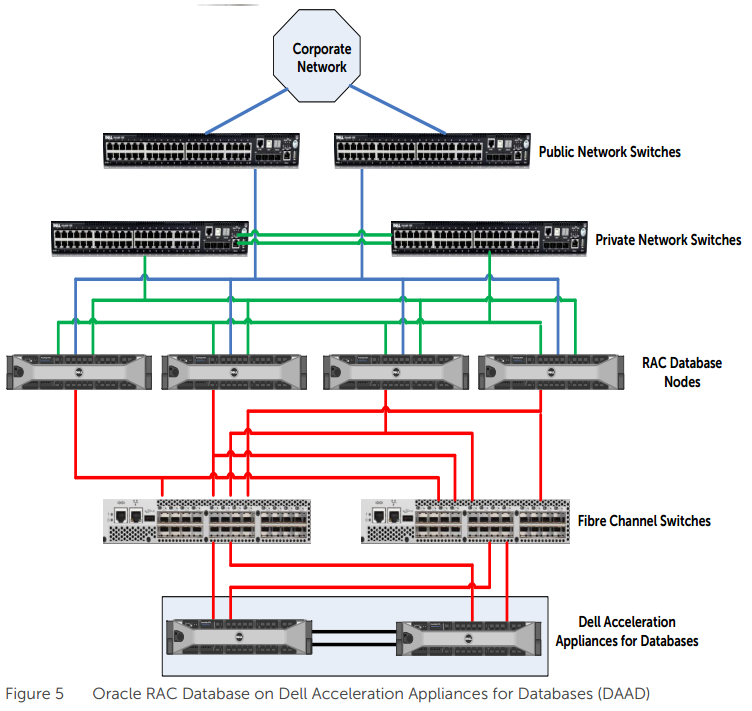 Corporate
Network
Public Network Switches
Private Network Switches
RAC Database
Nodes
Fibre Channel Switches
Dell Acceleration
Appliances for Databases
Figure 5 Oracle RAC Database on Dell Acceleration Appliances for Databases (DAAD)